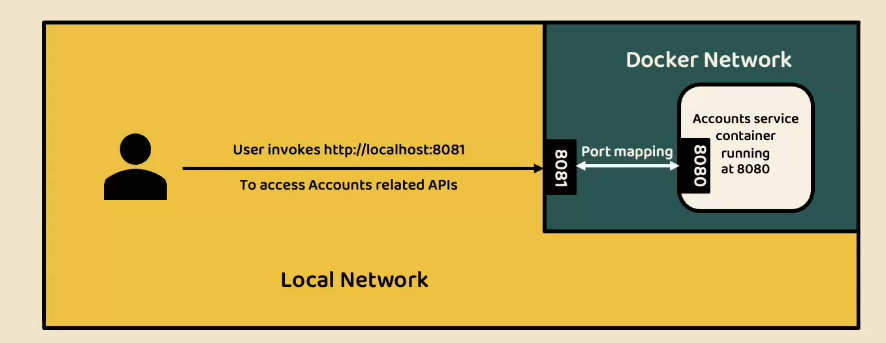 Docker Network
Accounts service
container
running
at 8080
User invokes http://localhost:8081
To access Accounts related APIs
8081
Port mapping
8080
Local Network